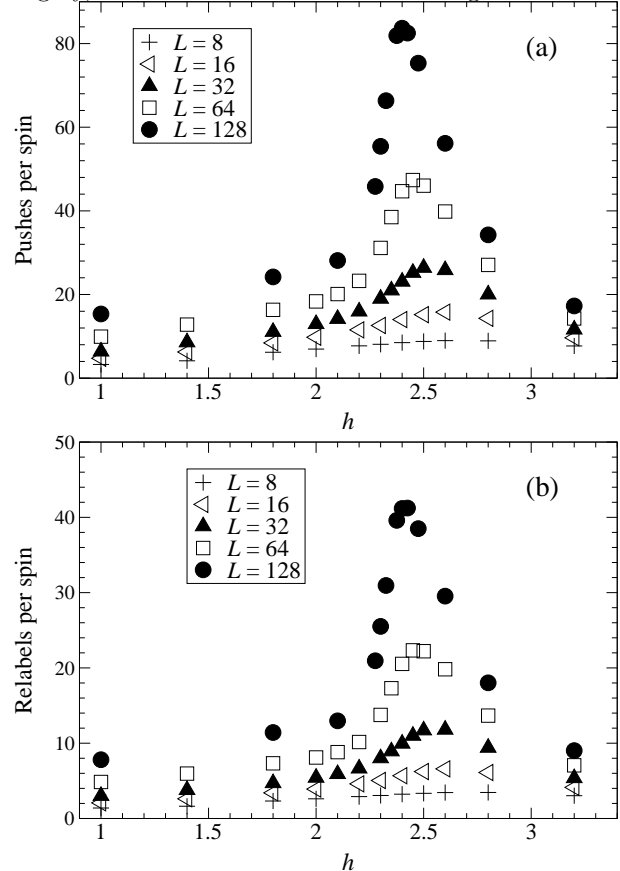 (a)
80
60
40
20
0
Pushes per spin
L = 8
L = 16
L = 32
L = 64
L = 128
1
1.5
2
2.5
3
h
(b)
50
40
30
20
10
0
Relabels per spin
L = 8
L = 16
L = 32
L = 64
L = 128
1
1.5
2
2.5
3
h